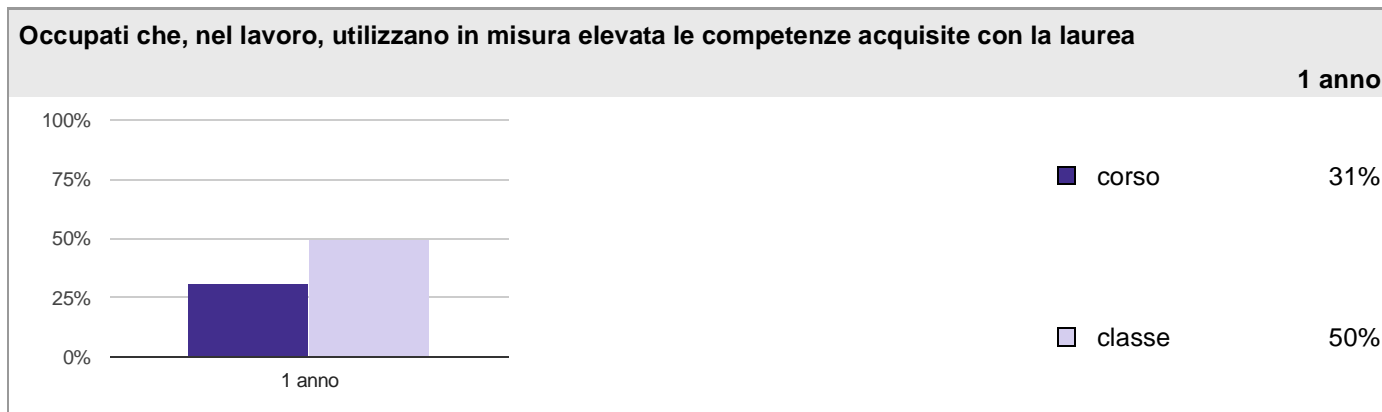 Occupati che, nel lavoro, utilizzano in misura elevata le competenze acquisite con la laurea
1 anno
100%
75%
50%
25%
0%
1 anno
corso 31%
classe 50%